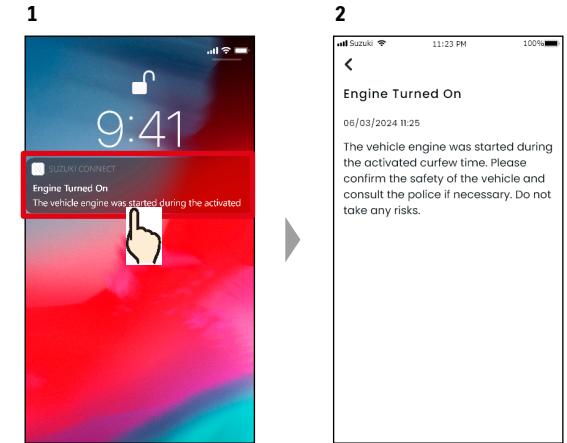 1
9:41
SUZUKI CONNECT
Engine Turned On
The vehicle engine was started during the activated
2
Suzuki 11:23 PM 100%
Engine Turned On
06/03/2024 11:25
The vehicle engine was started during
the activated curfew time. Please
confirm the safety of the vehicle and
consult the police if necessary. Do not
take any risks.